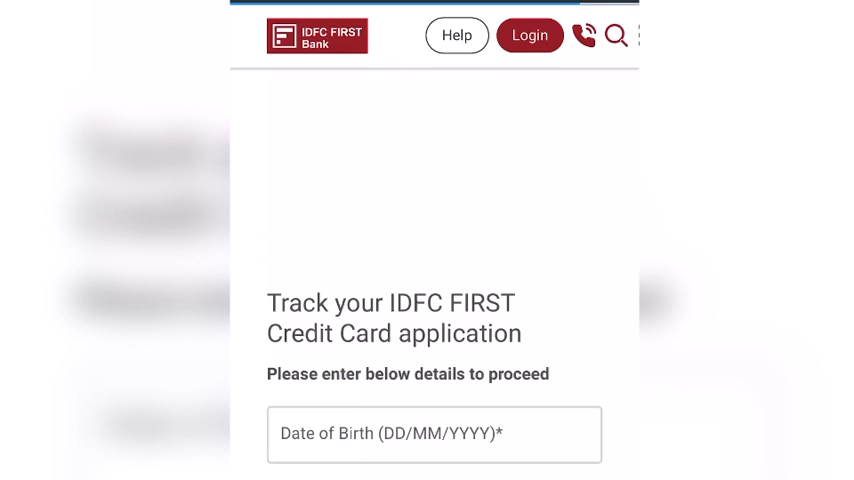 IDFC FIRST
Bank
Help
Login
Track your IDFC FIRST
Credit Card application
Please enter below details to proceed
Date of Birth (DD/MM/YYYY)*